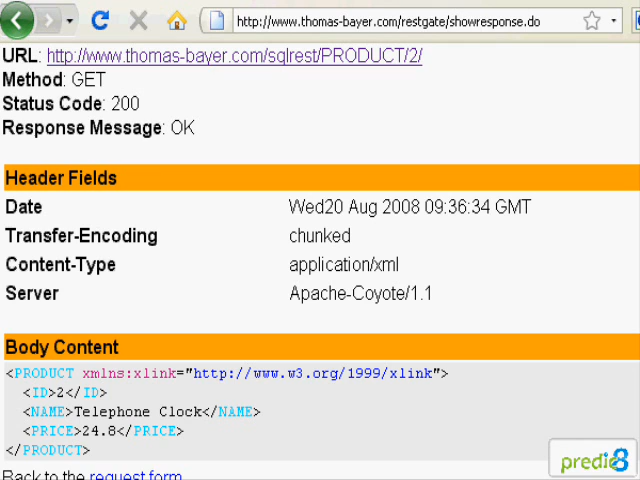 http://www.thomas-bayer.com/restgate/showresponse.do
URL: http://www.thomas-bayer.com/sqlrest/PRODUCT/2/
Method: GET
Status Code: 200
Response Message: OK
Header Fields
Date Wed20 Aug 2008 09:36:34 GMT
Transfer-Encoding chunked
Content-Type application/xml
Server Apache-Coyote/1.1
Body Content
<PRODUCT xmlns:xlink="http://www.w3.org/1999/xlink">
<ID>2</ID>
<NAME>Telephone Clock</NAME>
<PRICE>24.8</PRICE>
</PRODUCT>
predic8
Back to the request form